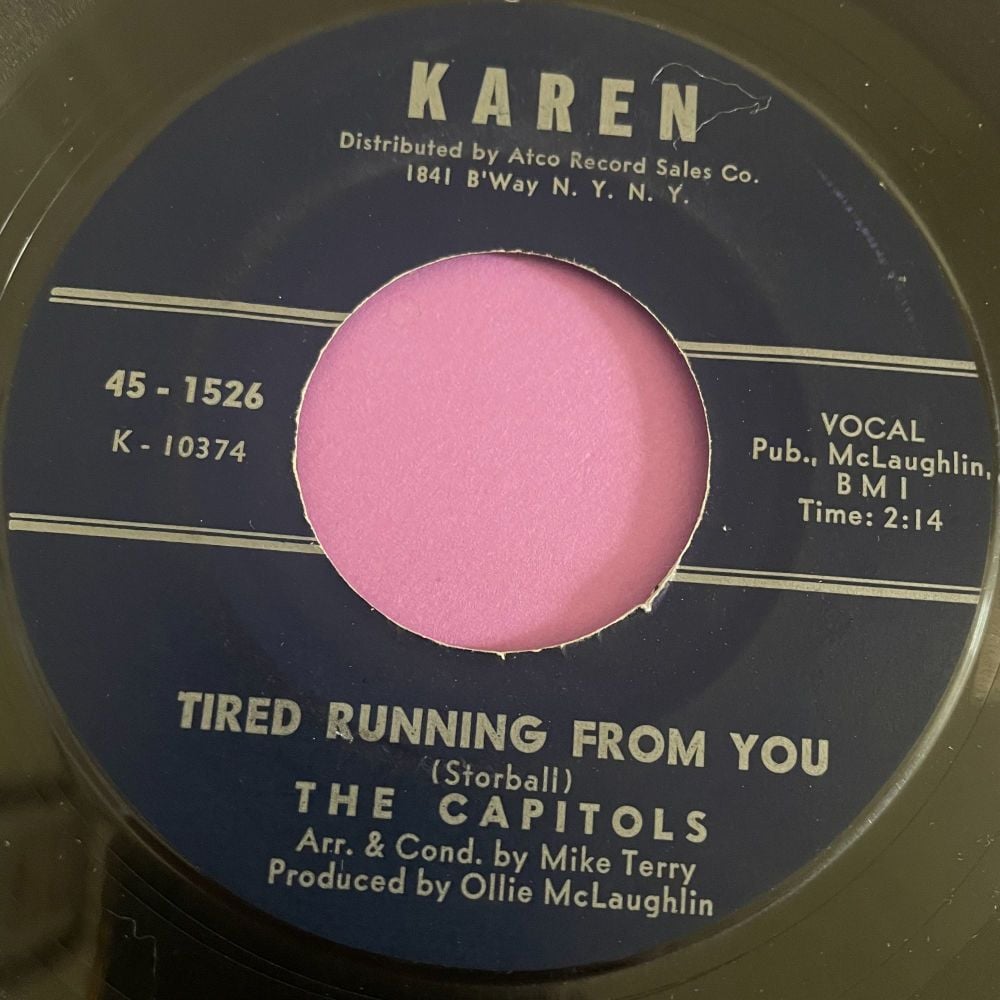 KAREN
Distributed by Atco Record Sales Co.
1841 B'Way N. Y. N. Y.
45 - 1526
K - 10374
VOCAL
Pub., McLaughlin,
B M I
Time: 2:14
TIRED RUNNING FROM YOU
(Storball)
THE CAPITOLS
Arr. & Cond. by Mike Terry
Produced by Ollie McLaughlin